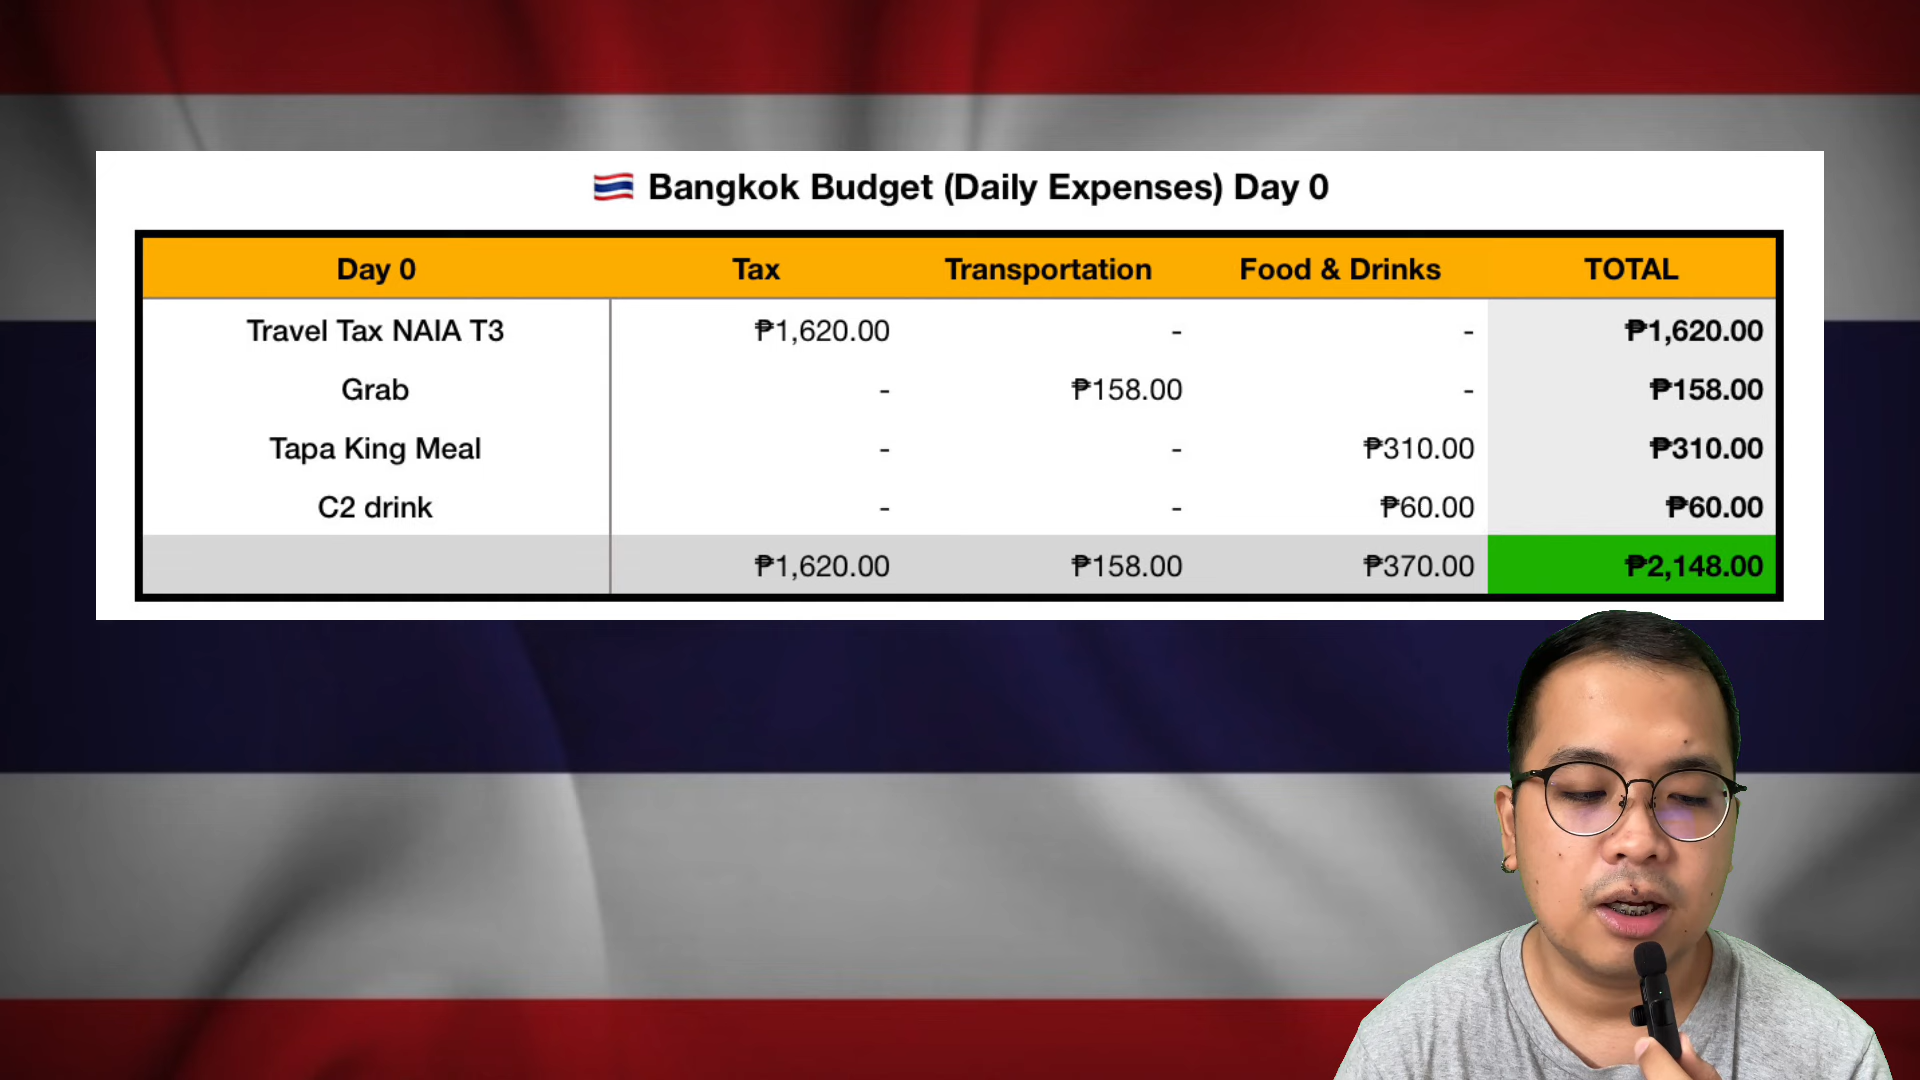 🇹🇭 Bangkok Budget (Daily Expenses) Day 0
Day 0 Tax Transportation Food & Drinks TOTAL
Travel Tax NAIA T3 ₱1,620.00 - - ₱1,620.00
Grab - ₱158.00 - ₱158.00
Tapa King Meal - - ₱310.00 ₱310.00
C2 drink - - ₱60.00 ₱60.00
₱1,620.00 ₱158.00 ₱370.00 ₱2,148.00